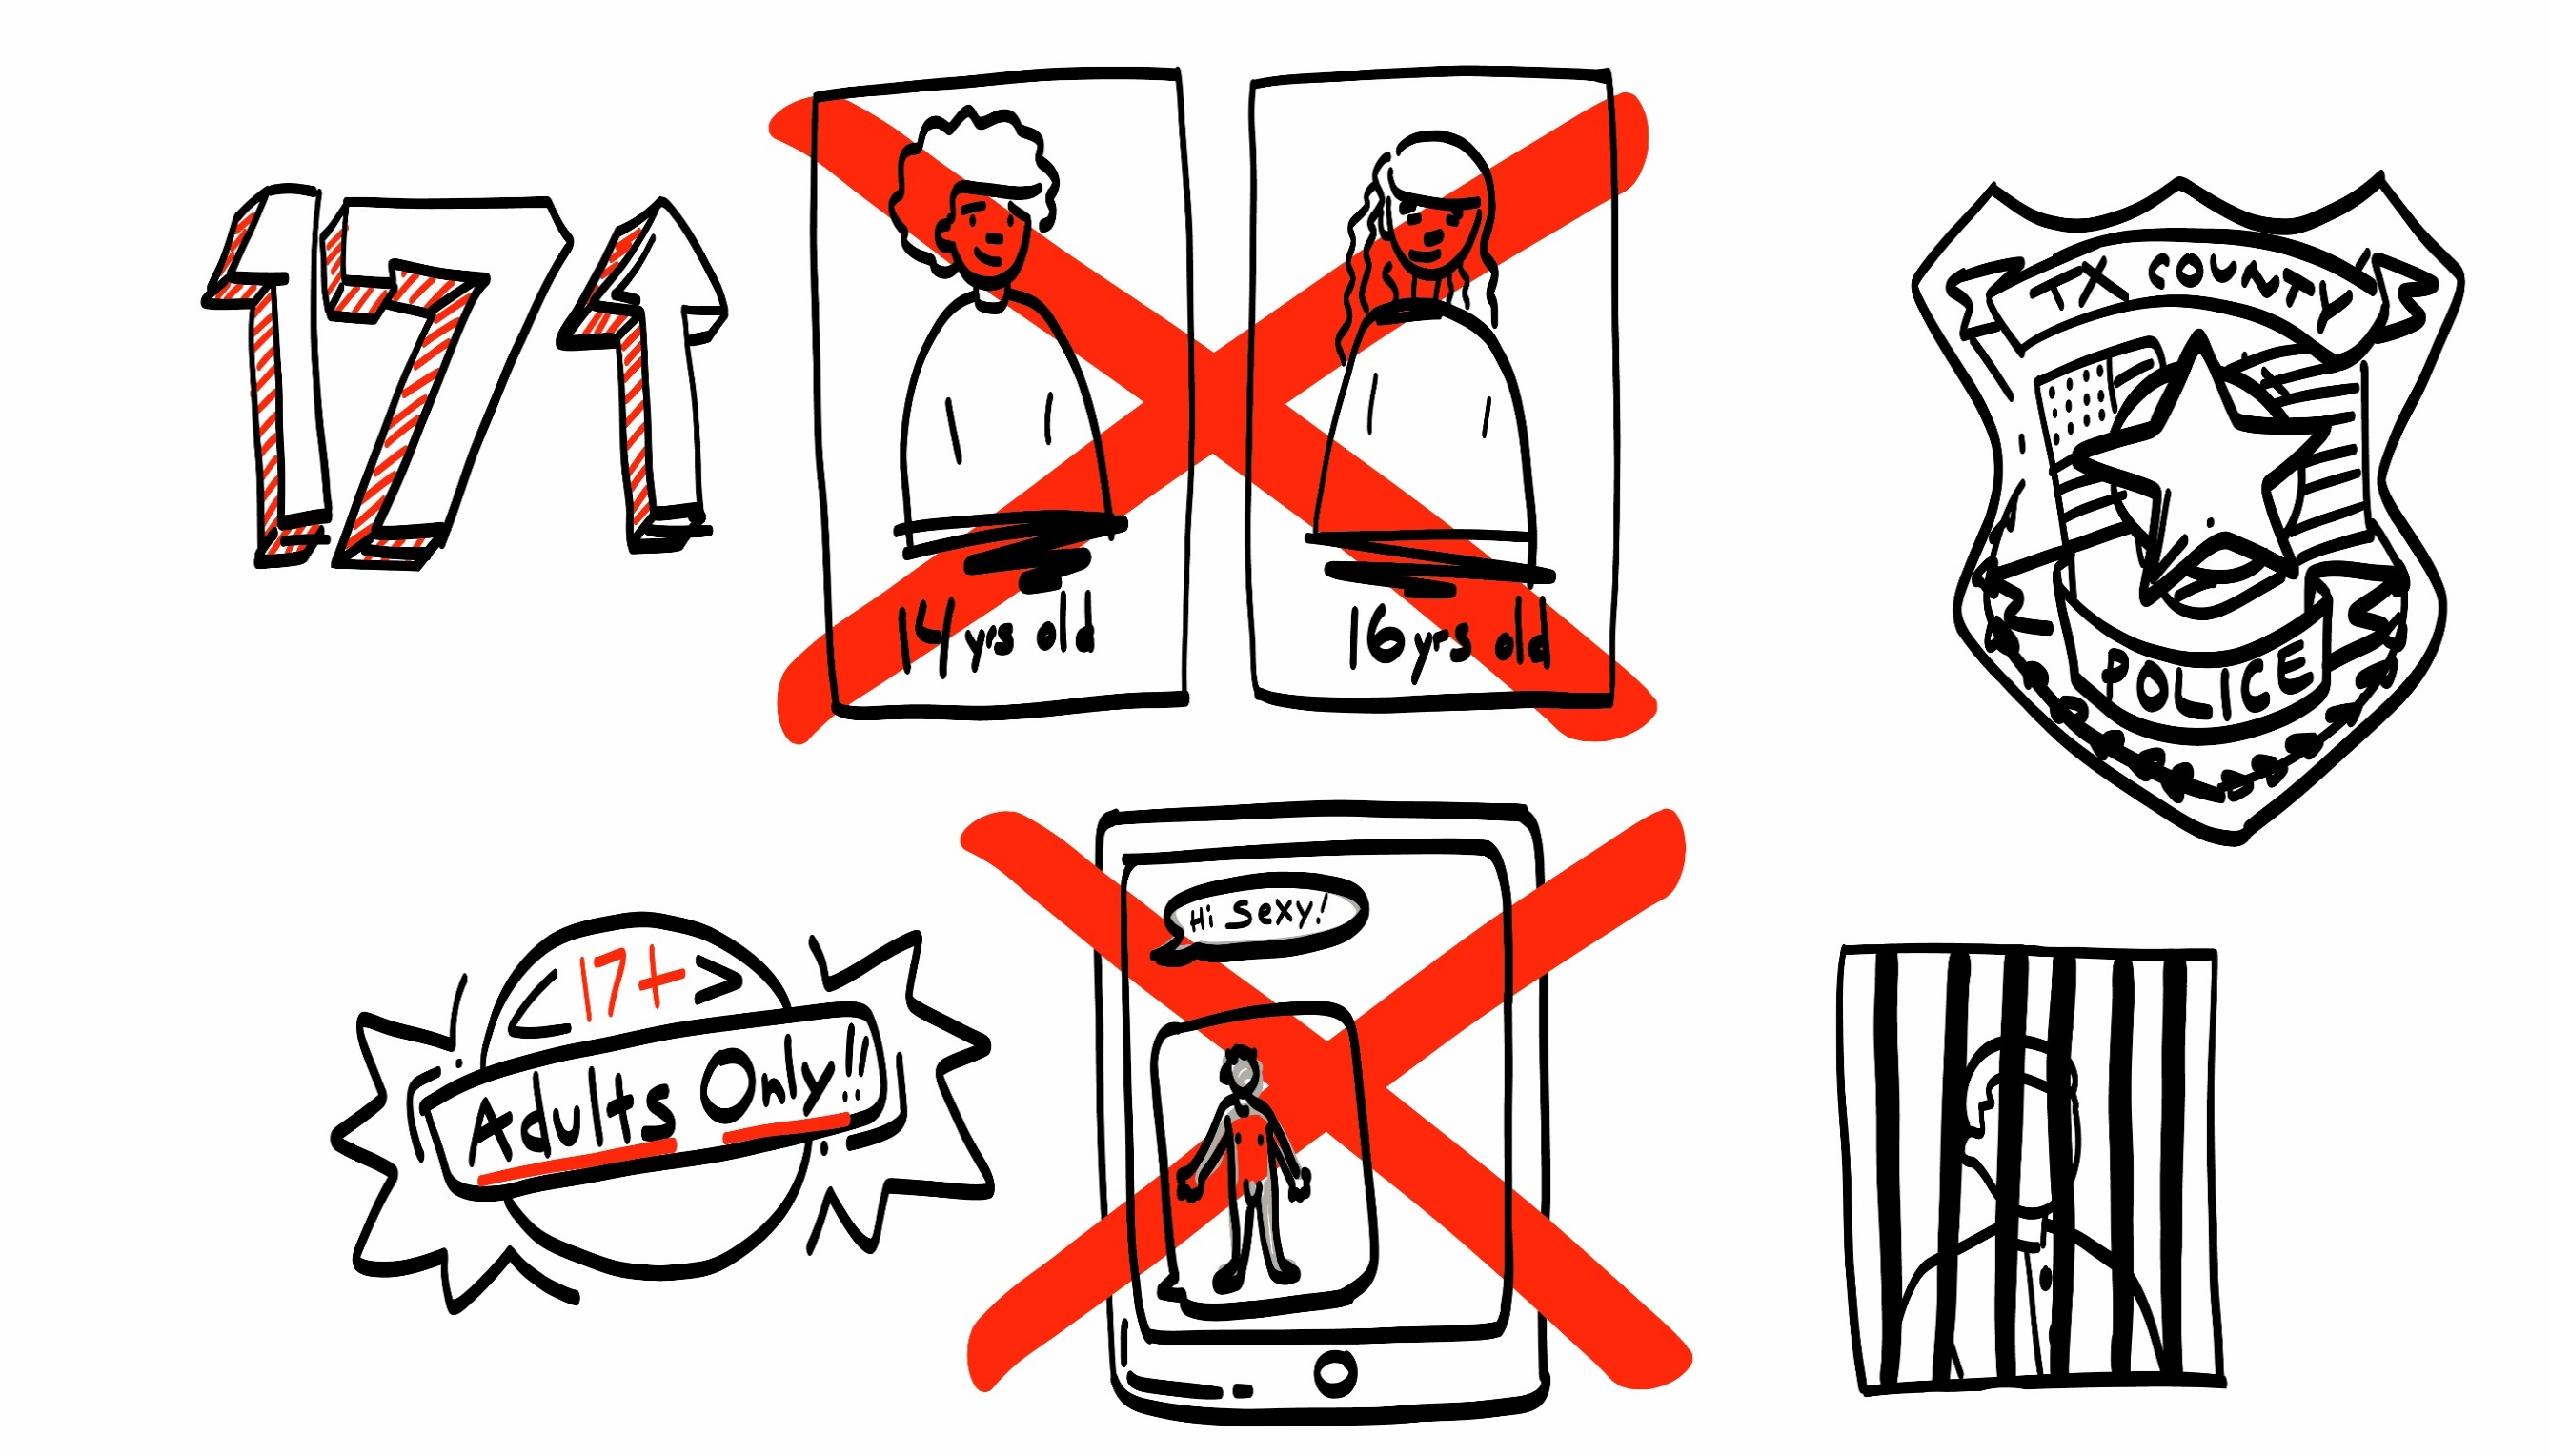 17↑
14 yrs old
16 yrs old
TX COUNTY
POLICE
<17+>
Adults Only!!
Hi Sexy!